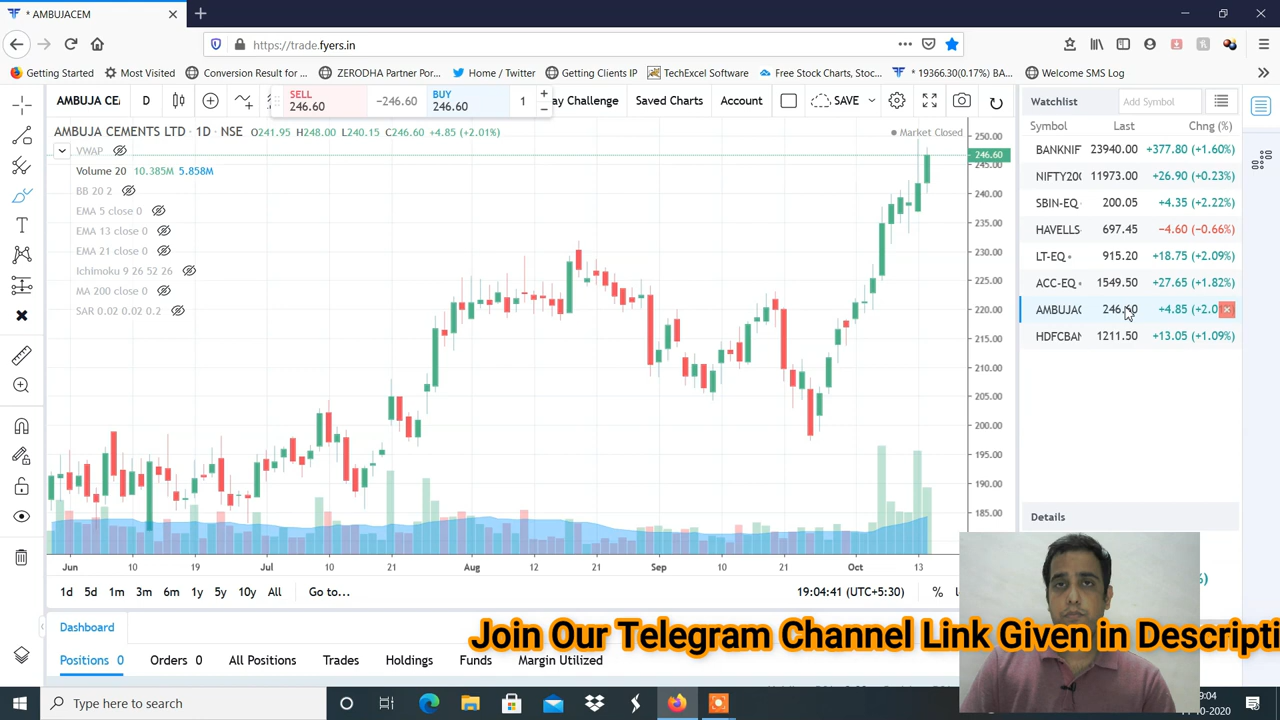 * AMBUJACEM
https://trade.fyers.in
Getting Started
Most Visited
Conversion Result for ...
ZERODHA Partner Por...
Home / Twitter
Getting Clients IP
TechExcel Software
Free Stock Charts, Stoc...
* 19366.30(0.17%) BA...
Welcome SMS Log
AMBUJA CE
D
SELL
246.60
−246.60
BUY
246.60
1
ay Challenge
Saved Charts
Account
SAVE
Watchlist
Add Symbol
Symbol Last Chng (%)
BANKNIF 23940.00 +377.80 (+1.60%)
NIFTY200 11973.00 +26.90 (+0.23%)
SBIN-EQ 200.05 +4.35 (+2.22%)
HAVELLS 697.45 −4.60 (−0.66%)
LT-EQ 915.20 +18.75 (+2.09%)
ACC-EQ 1549.50 +27.65 (+1.82%)
AMBUJAC 246.60 +4.85 (+2.0
HDFCBAN 1211.50 +13.05 (+1.09%)
Details
AMBUJA CEMENTS LTD · 1D · NSE O241.95 H248.00 L240.15 C246.60 +4.85 (+2.01%)
Market Closed
VWAP
Volume 20 10.385M 5.858M
BB 20 2
EMA 5 close 0
EMA 13 close 0
EMA 21 close 0
Ichimoku 9 26 52 26
MA 200 close 0
SAR 0.02 0.02 0.2
250.00
246.60
245.00
240.00
235.00
230.00
225.00
220.00
215.00
210.00
205.00
200.00
195.00
190.00
185.00
Jun 10 19 Jul 10 21 Aug 12 21 Sep 10 21 Oct 13
1d 5d 1m 3m 6m 1y 5y 10y All Go to...
19:04:41 (UTC+5:30)
%
Dashboard
Join Our Telegram Channel Link Given in Descripti
Positions 0 Orders 0 All Positions Trades Holdings Funds Margin Utilized
Type here to search